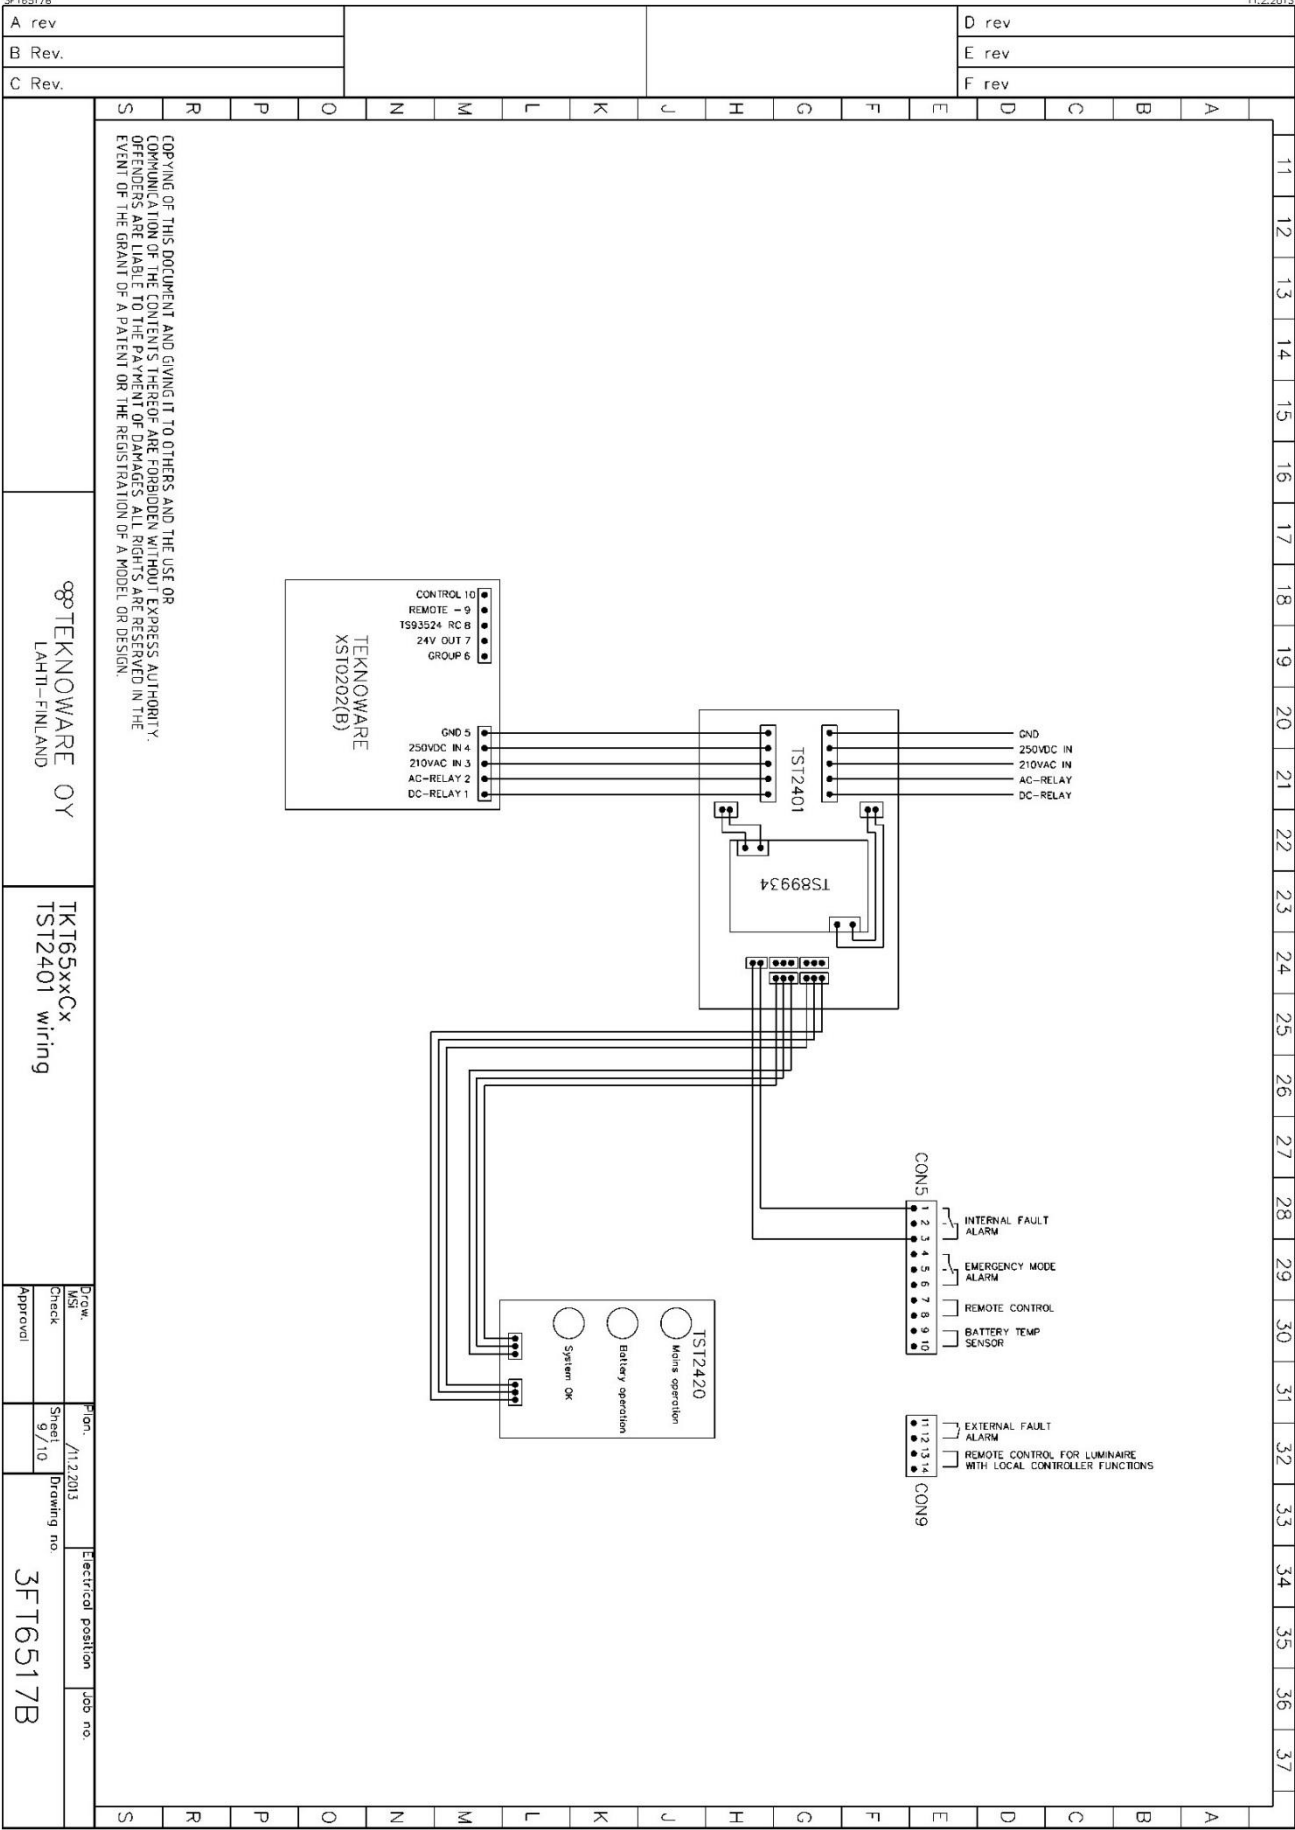 11.2.2013
A rev
B Rev.
C Rev.
D rev
E rev
F rev
S R P O N M L K J H G F E D C B A
11
12
13
14
15
16
17
18
19
20
21
22
23
24
25
26
27
28
29
30
31
32
33
34
35
36
37
COPYING OF THIS DOCUMENT AND GIVING IT TO OTHERS AND THE USE OR
COMMUNICATION OF THE CONTENTS THEREOF ARE FORBIDDEN WITHOUT EXPRESS AUTHORITY.
OFFENDERS ARE LIABLE TO THE PAYMENT OF DAMAGES. ALL RIGHTS ARE RESERVED IN THE
EVENT OF THE GRANT OF A PATENT OR THE REGISTRATION OF A MODEL OR DESIGN.
CONTROL 10
REMOTE - 9
TS93524 RC 8
24V OUT 7
GROUP 6
TEKNOWARE
XST0202(B)
GND 5
250VDC IN 4
210VAC IN 3
AC-RELAY 2
DC-RELAY 1
TST2401
GND
250VDC IN
210VAC IN
AC-RELAY
DC-RELAY
TS89934
CON5
1
2
3
4
5
6
7
8
9
10
INTERNAL FAULT
ALARM
EMERGENCY MODE
ALARM
REMOTE CONTROL
BATTERY TEMP
SENSOR
TST2420
Mains operation
Battery operation
System OK
11
12
13
14
EXTERNAL FAULT
ALARM
REMOTE CONTROL FOR LUMINAIRE
WITH LOCAL CONTROLLER FUNCTIONS
CON9
TEKNOWARE OY
LAHTI-FINLAND
TKT65xxCx
TST2401 wiring
Draw.
MSi
Check
Approval
Plan.
/11.2.2013
Sheet
9/10
Electrical position
Job no.
Drawing no.
3FT6517B
S R P O N M L K J H G F E D C B A